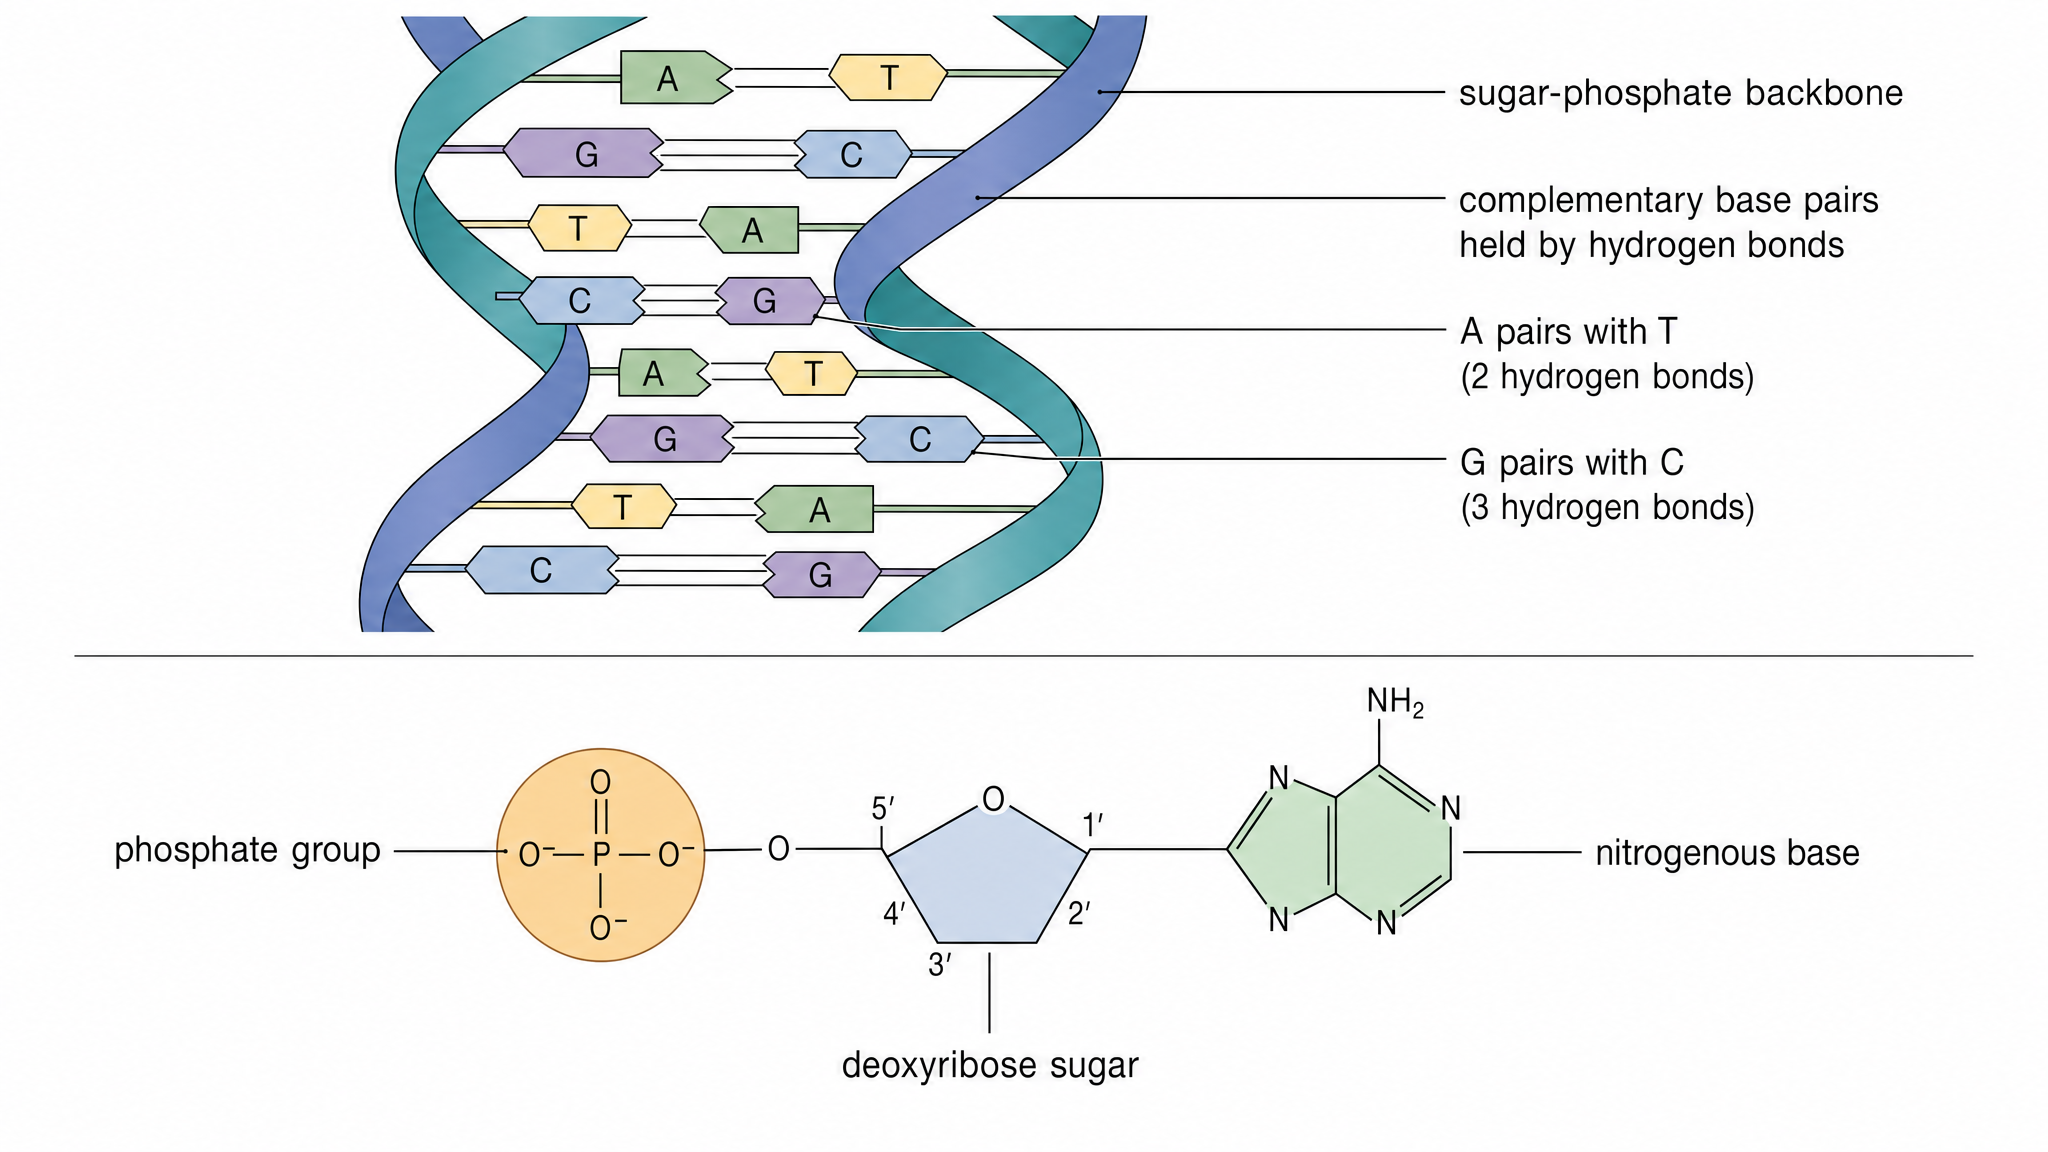 A T
sugar-phosphate backbone
G C
complementary base pairs
held by hydrogen bonds
T A
C G
A pairs with T
(2 hydrogen bonds)
A T
G C
G pairs with C
(3 hydrogen bonds)
T A
C G
NH₂
O
N
5′
O
1′
N
phosphate group
O⁻ P O⁻
O
nitrogenous base
4′
2′
O⁻
N
N
3′
deoxyribose sugar